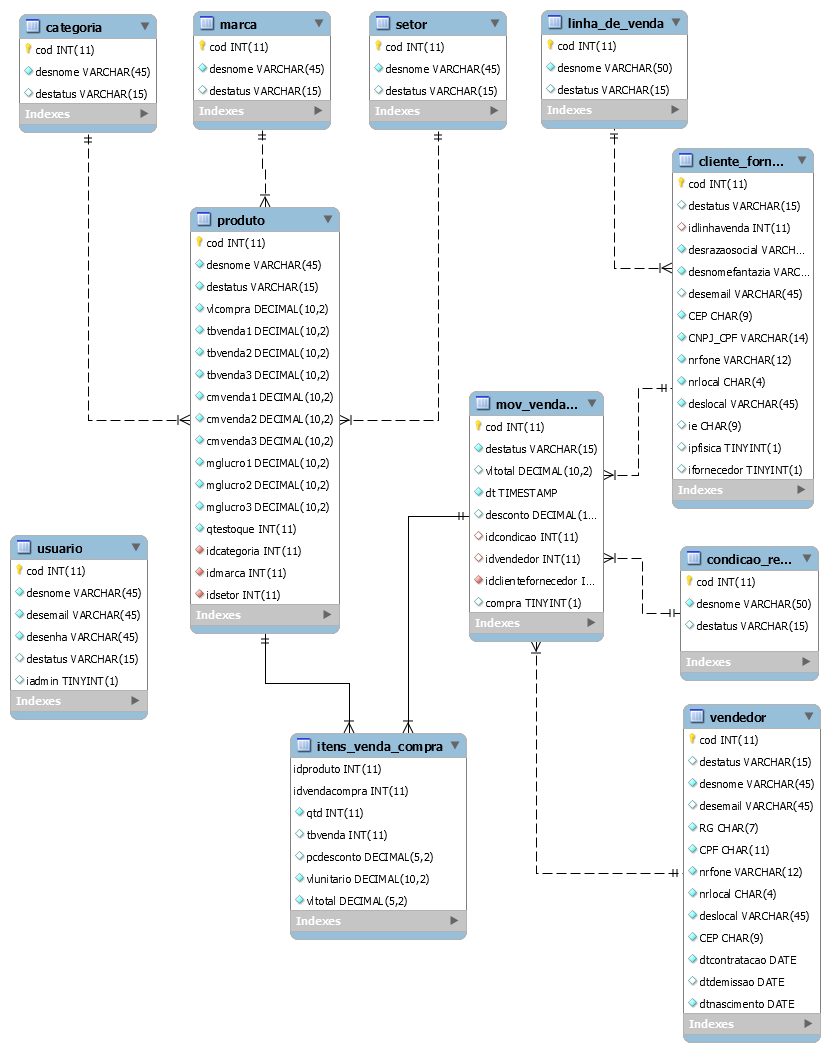 categoria
cod INT(11)
desnome VARCHAR(45)
destatus VARCHAR(15)
Indexes
marca
cod INT(11)
desnome VARCHAR(45)
destatus VARCHAR(15)
Indexes
setor
cod INT(11)
desnome VARCHAR(45)
destatus VARCHAR(15)
Indexes
linha_de_venda
cod INT(11)
desnome VARCHAR(50)
destatus VARCHAR(15)
Indexes
cliente_forn...
cod INT(11)
destatus VARCHAR(15)
idlinhavenda INT(11)
desrazaosocial VARCH...
desnomefantazia VARC...
desemail VARCHAR(45)
CEP CHAR(9)
CNPJ_CPF VARCHAR(14)
nrfone VARCHAR(12)
nrlocal CHAR(4)
deslocal VARCHAR(45)
ie CHAR(9)
ipfisica TINYINT(1)
ifornecedor TINYINT(1)
Indexes
produto
cod INT(11)
desnome VARCHAR(45)
destatus VARCHAR(15)
vlcompra DECIMAL(10,2)
tbvenda1 DECIMAL(10,2)
tbvenda2 DECIMAL(10,2)
tbvenda3 DECIMAL(10,2)
cmvenda1 DECIMAL(10,2)
cmvenda2 DECIMAL(10,2)
cmvenda3 DECIMAL(10,2)
mglucro1 DECIMAL(10,2)
mglucro2 DECIMAL(10,2)
mglucro3 DECIMAL(10,2)
qtestoque INT(11)
idcategoria INT(11)
idmarca INT(11)
idsetor INT(11)
Indexes
mov_venda...
cod INT(11)
destatus VARCHAR(15)
vltotal DECIMAL(10,2)
dt TIMESTAMP
desconto DECIMAL(1...
idcondicao INT(11)
idvendedor INT(11)
idclientefornecedor I...
compra TINYINT(1)
Indexes
usuario
cod INT(11)
desnome VARCHAR(45)
desemail VARCHAR(45)
desenha VARCHAR(45)
destatus VARCHAR(15)
iadmin TINYINT(1)
Indexes
condicao_re...
cod INT(11)
desnome VARCHAR(50)
destatus VARCHAR(15)
Indexes
itens_venda_compra
idproduto INT(11)
idvendacompra INT(11)
qtd INT(11)
tbvenda INT(11)
pcdesconto DECIMAL(5,2)
vlunitario DECIMAL(10,2)
vltotal DECIMAL(5,2)
Indexes
vendedor
cod INT(11)
destatus VARCHAR(15)
desnome VARCHAR(45)
desemail VARCHAR(45)
RG CHAR(7)
CPF CHAR(11)
nrfone VARCHAR(12)
nrlocal CHAR(4)
deslocal VARCHAR(45)
CEP CHAR(9)
dtcontratacao DATE
dtdemissao DATE
dtnascimento DATE
Indexes